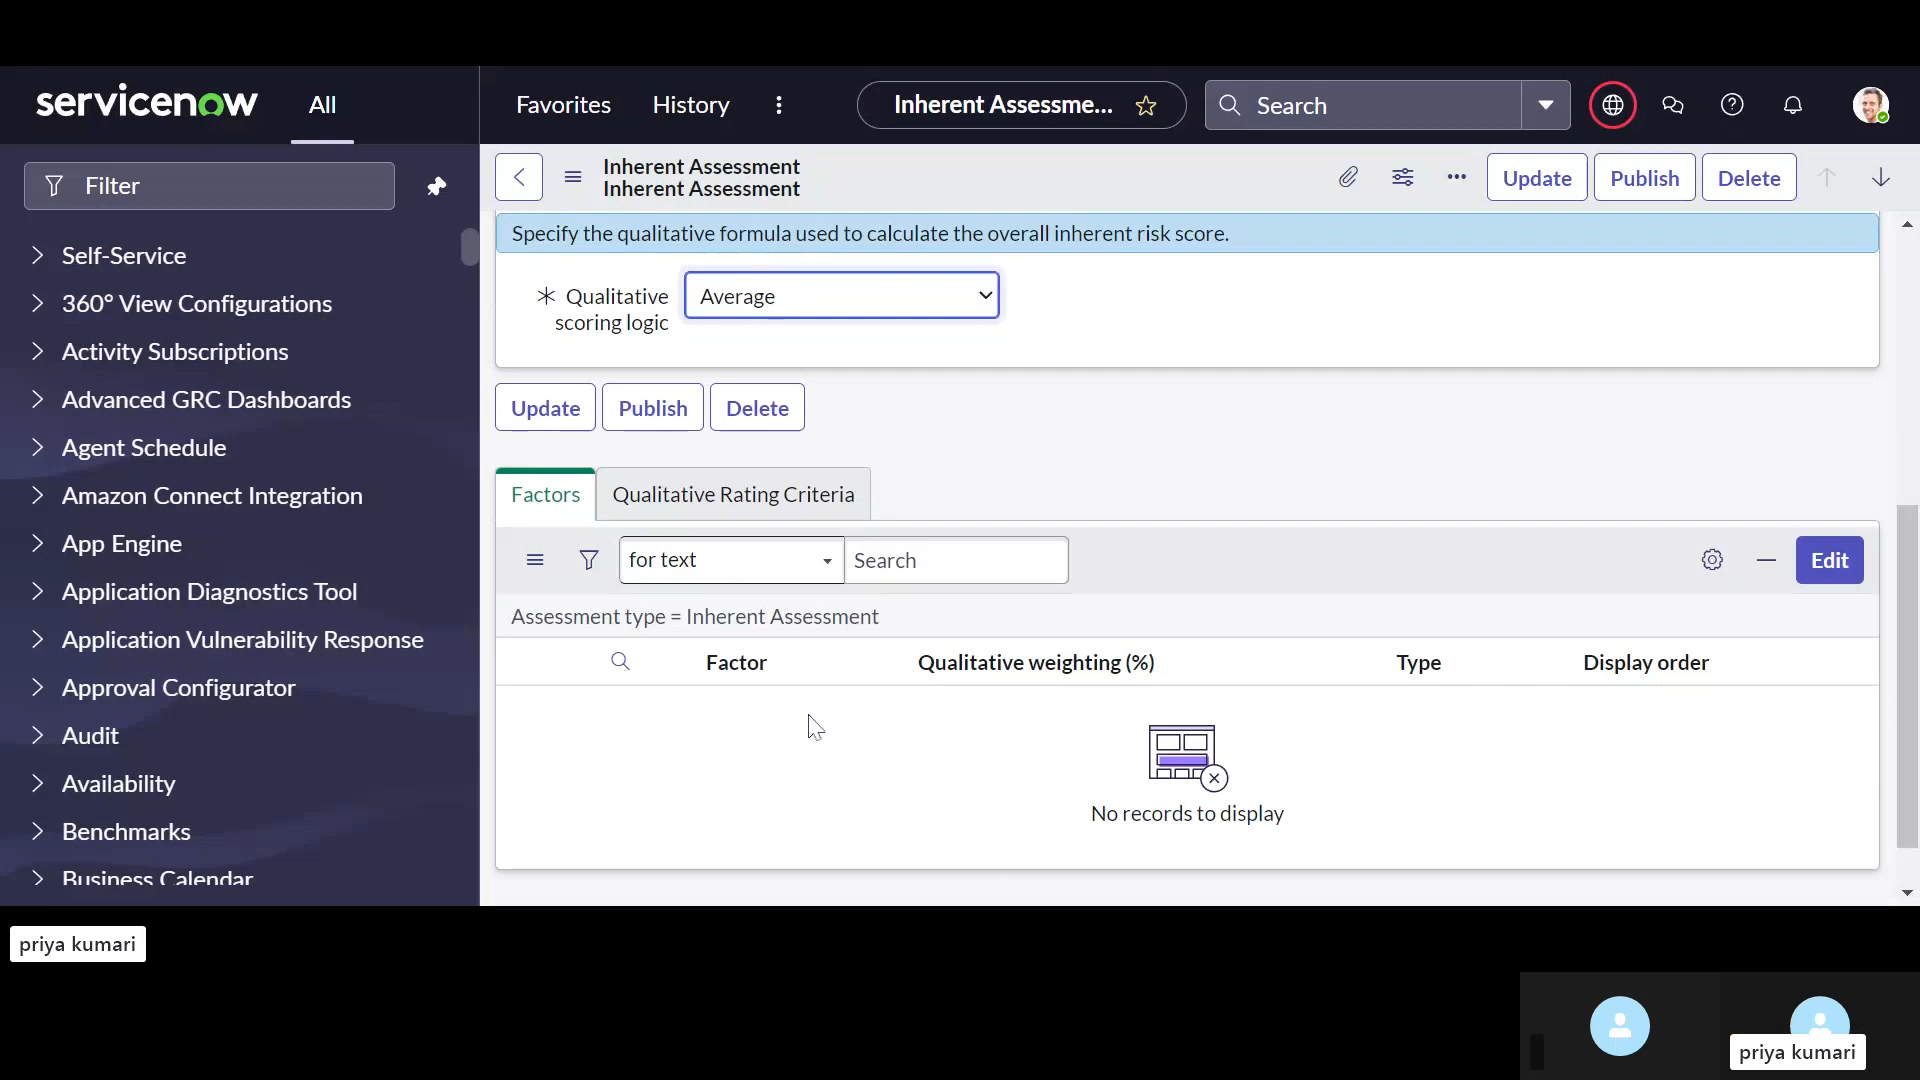 servicenow
All
Favorites
History
Inherent Assessme...
Search
Filter
Inherent Assessment
Inherent Assessment
Update
Publish
Delete
Self-Service
360° View Configurations
Activity Subscriptions
Advanced GRC Dashboards
Agent Schedule
Amazon Connect Integration
App Engine
Application Diagnostics Tool
Application Vulnerability Response
Approval Configurator
Audit
Availability
Benchmarks
Business Calendar
Specify the qualitative formula used to calculate the overall inherent risk score.
Qualitative
scoring logic
Average
Update
Publish
Delete
Factors
Qualitative Rating Criteria
for text
Search
Edit
Assessment type = Inherent Assessment
Factor
Qualitative weighting (%)
Type
Display order
No records to display
priya kumari
priya kumari